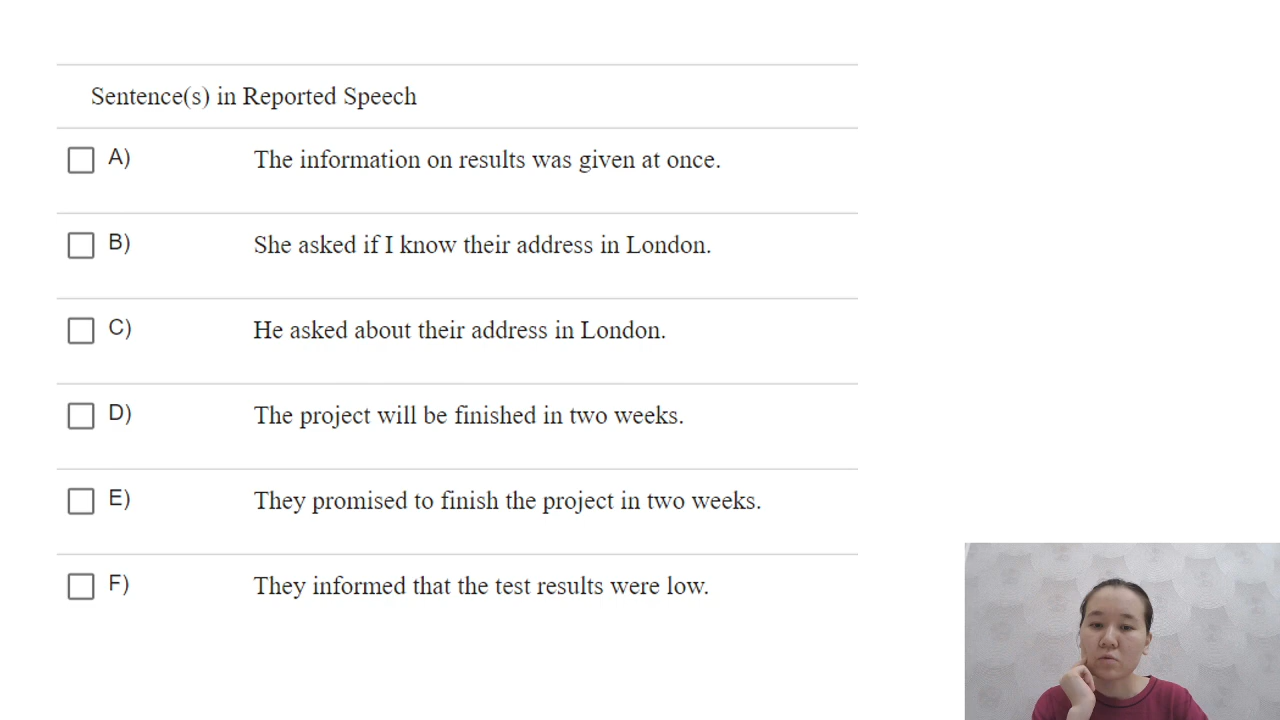 Sentence(s) in Reported Speech
A) The information on results was given at once.
B) She asked if I know their address in London.
C) He asked about their address in London.
D) The project will be finished in two weeks.
E) They promised to finish the project in two weeks.
F) They informed that the test results were low.